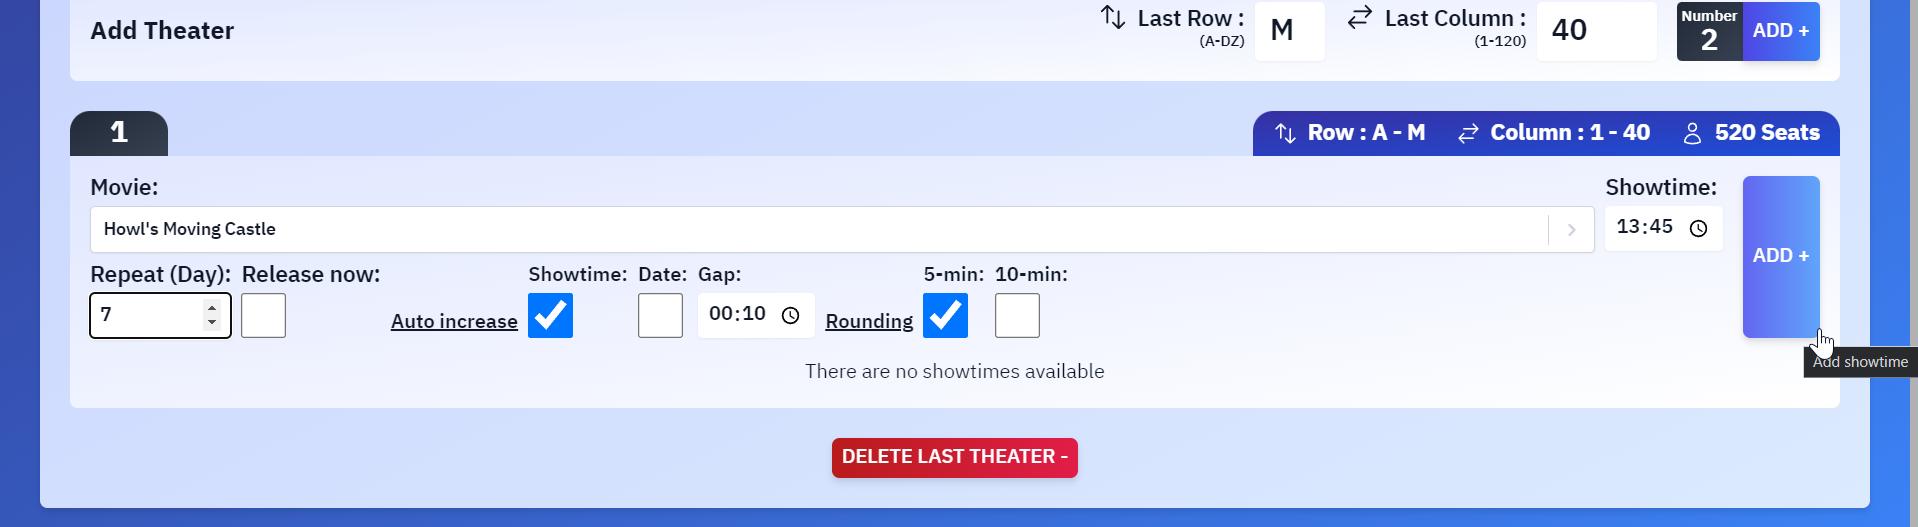 Add Theater
Last Row :
(A-DZ)
M
Last Column :
(1-120)
40
Number
2
ADD +
1
Row : A - M
Column : 1 - 40
520 Seats
Movie:
Showtime:
Howl's Moving Castle
13:45
ADD +
Repeat (Day):
Release now:
Showtime:
Date:
Gap:
5-min:
10-min:
7
Auto increase
00:10
Rounding
Add showtime
There are no showtimes available
DELETE LAST THEATER -